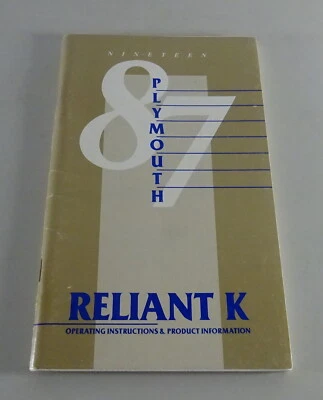 NINETEEN
87
PLYMOUTH
RELIANT K
OPERATING INSTRUCTIONS & PRODUCT INFORMATION